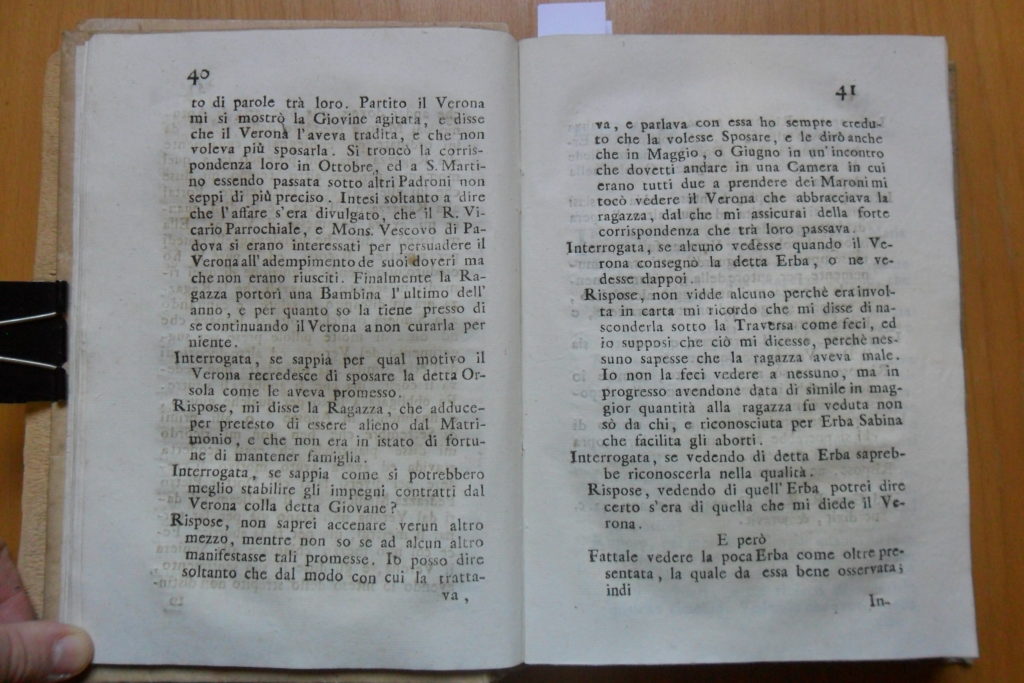 40
to di parole trà loro. Partito il Verona
mi si mostrò la Giovine agitata, e disse
che il Verona l'aveva tradita, e che non
voleva più sposarla. Si troncò la corris-
pondenza loro in Ottobre, ed a S. Marti-
no essendo passata sotto altri Padroni non
seppi di più preciso. Intesi soltanto a dire
che l'affare s'era divulgato, che il R. Vi-
cario Parrochiale, e Mons. Vescovo di Pa-
dova si erano interessati per persuadere il
Verona all'adempimento de suoi doveri ma
che non erano riusciti. Finalmente la Ra-
gazza portorì una Bambina l'ultimo dell'
anno, e per quanto so la tiene presso di
se continuando il Verona a non curarla per
niente.
Interrogata, se sappia per qual motivo il
Verona recredesce di sposare la detta Or-
sola come le aveva promesso.
Rispose, mi disse la Ragazza, che adduce-
per pretesto di essere alieno dal Matri-
monio, e che non era in istato di fortu-
ne di mantener famiglia.
Interrogata, se sappia come si potrebbero
meglio stabilire gli impegni contratti dal
Verona colla detta Giovane?
Rispose, non saprei accenare verun altro
mezzo, mentre non so se ad alcun altro
manifestasse tali promesse. Io posso dire
soltanto che dal modo con cui la tratta-
va,
41
va, e parlava con essa ho sempre credu-
to che la volesse Sposare, e le dirò anche
che in Maggio, o Giugno in un'incontro
che dovetti andare in una Camera in cui
erano tutti due a prendere dei Maroni mi
tocò vedere il Verona che abbracciava la
ragazza, dal che mi assicurai della forte
corrispondenza che trà loro passava.
Interrogata, se alcuno vedesse quando il Ve-
rona consegnò la detta Erba, o ne ve-
desse dappoi.
Rispose, non vidde alcuno perchè era invol-
ta in carta mi ricordo che mi disse di na-
sconderla sotto la Traversa come feci, ed
io supposi che ciò mi dicesse, perchè nes-
suno sapesse che la ragazza aveva male.
Io non la feci vedere a nessuno, ma in
progresso avendone data di simile in mag-
gior quantità alla ragazza fu veduta non
sò da chi, e riconosciuta per Erba Sabina
che facilita gli aborti.
Interrogata, se vedendo di detta Erba sapreb-
be riconoscerla nella qualità.
Rispose, vedendo di quell'Erba potrei dire
certo s'era di quella che mi diede il Ve-
rona.
E però
Fattale vedere la poca Erba come oltre pre-
sentata, la quale da essa bene osservata;
indi
In-